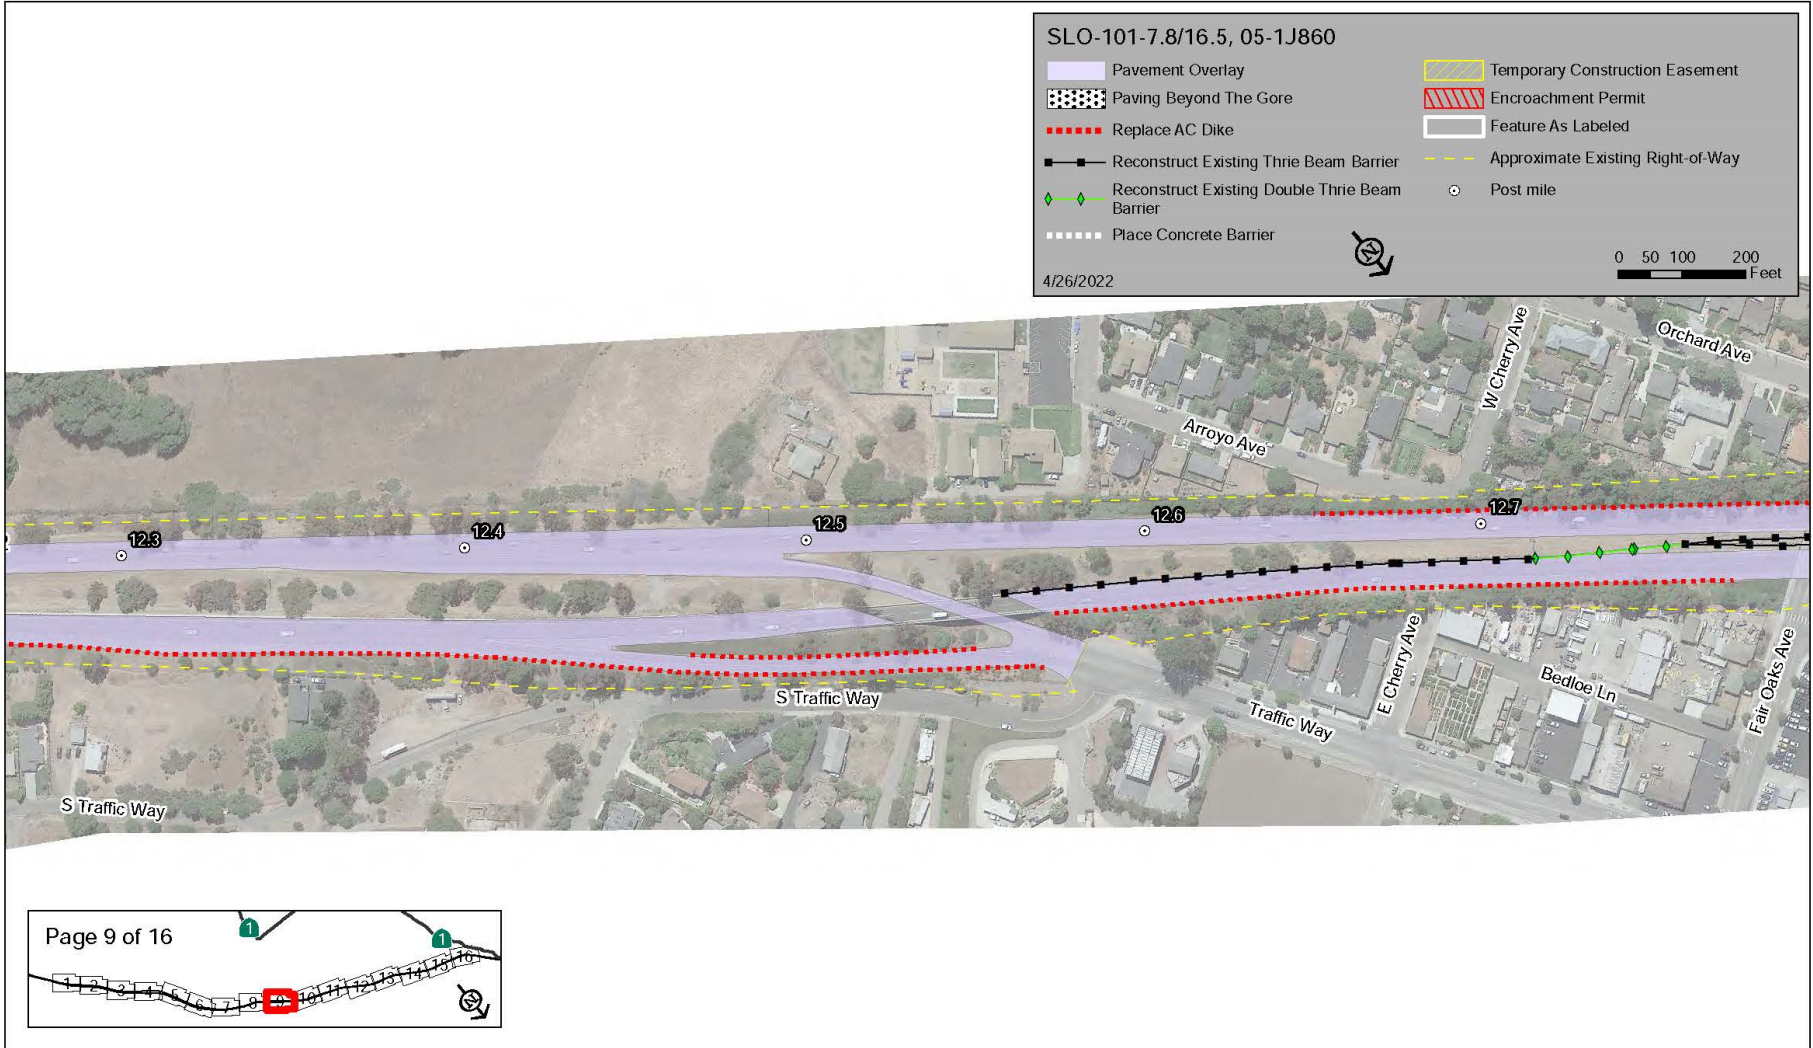 SLO-101-7.8/16.5, 05-1J860
Pavement Overlay
Paving Beyond The Gore
Replace AC Dike
Reconstruct Existing Thrie Beam Barrier
Reconstruct Existing Double Thrie Beam
Barrier
Place Concrete Barrier
Temporary Construction Easement
Encroachment Permit
Feature As Labeled
Approximate Existing Right-of-Way
Post mile
N
0 50 100 200
Feet
4/26/2022
Orchard Ave
W Cherry Ave
Arroyo Ave
12.3
12.4
12.5
12.6
12.7
S Traffic Way
Traffic Way
E Cherry Ave
Bedloe Ln
Fair Oaks Ave
S Traffic Way
Page 9 of 16
1
1
1 2 3 4 5 6 7 8 9 10 11 12 13 14 15 16
N